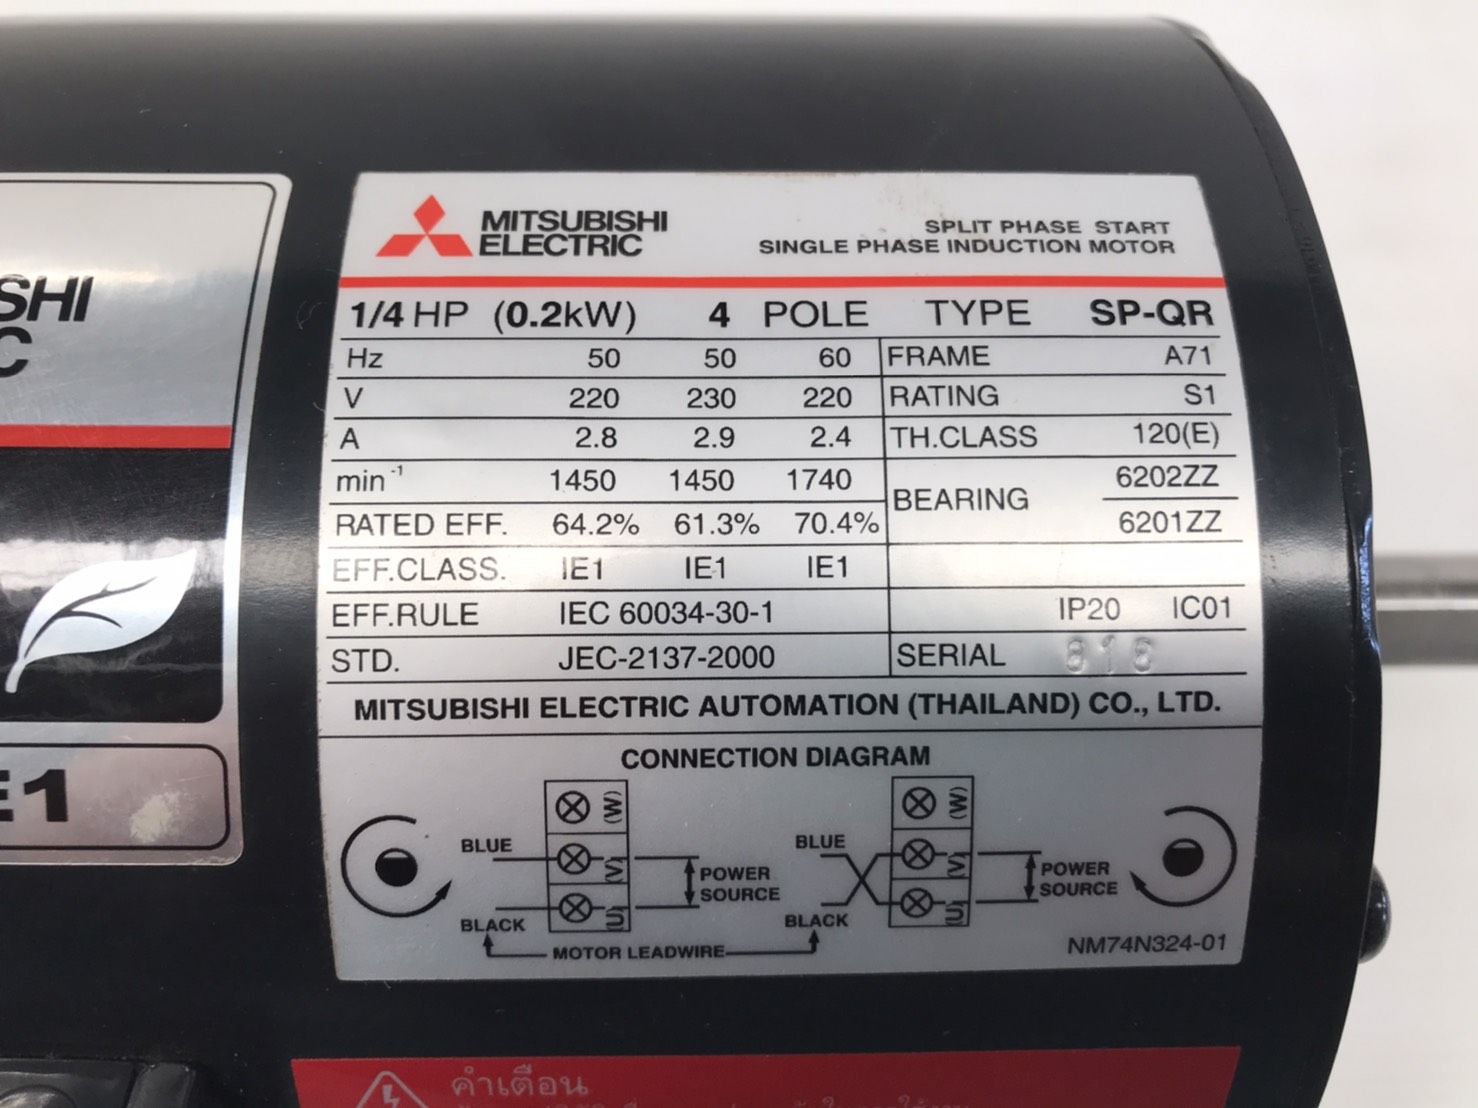 SHI
C
E1
MITSUBISHI
ELECTRIC
SPLIT PHASE START
SINGLE PHASE INDUCTION MOTOR
1/4 HP (0.2kW) 4 POLE TYPE SP-QR
Hz 50 50 60 FRAME A71
V 220 230 220 RATING S1
A 2.8 2.9 2.4 TH.CLASS 120(E)
min⁻¹ 1450 1450 1740 BEARING 6202ZZ
6201ZZ
RATED EFF. 64.2% 61.3% 70.4%
EFF.CLASS. IE1 IE1 IE1
EFF.RULE IEC 60034-30-1 IP20 IC01
STD. JEC-2137-2000 SERIAL
MITSUBISHI ELECTRIC AUTOMATION (THAILAND) CO., LTD.
CONNECTION DIAGRAM
(W) (W)
BLUE (V) POWER SOURCE BLUE (V) POWER SOURCE
BLACK (U) BLACK (U)
MOTOR LEADWIRE
NM74N324-01
คำเตือน